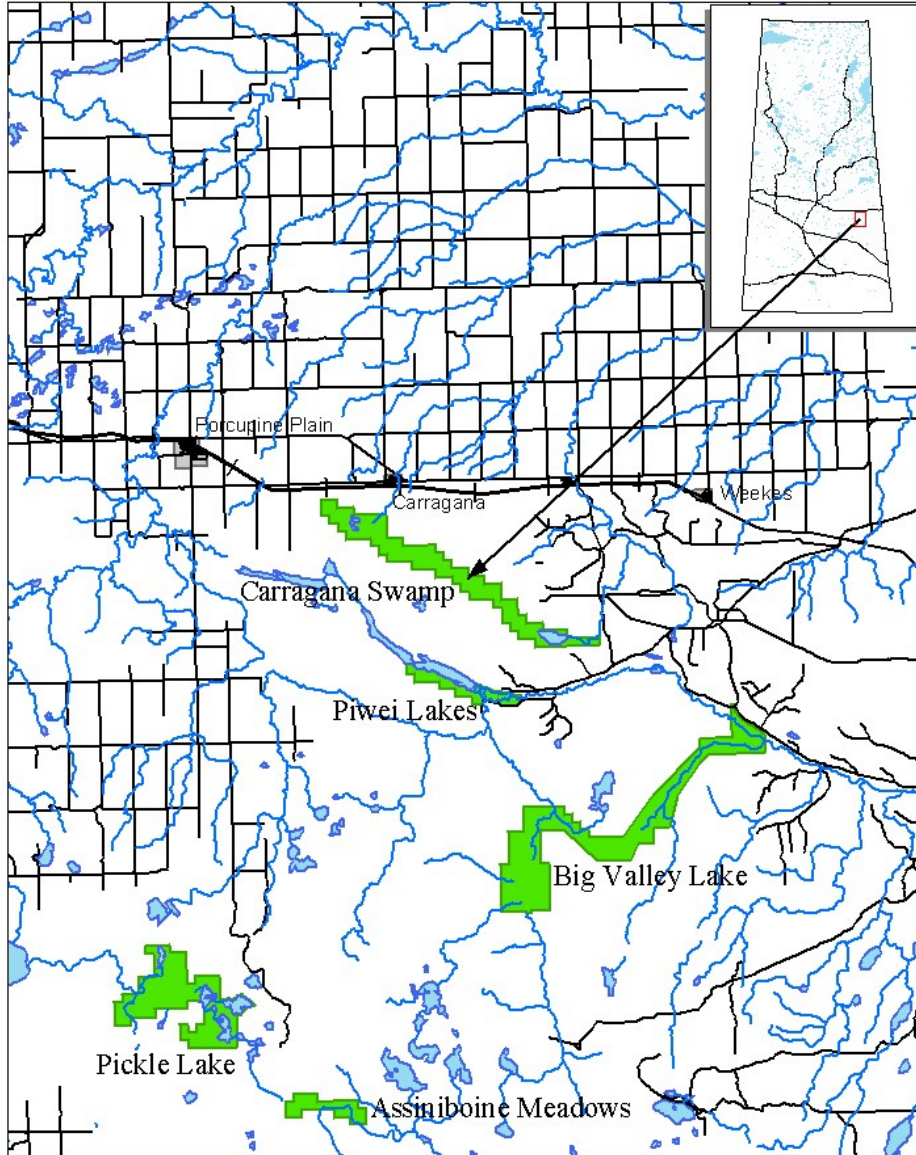 Porcupine Plain
Weekes
Carragana
Carragana Swamp
Piwei Lakes
Big Valley Lake
Pickle Lake
Assiniboine Meadows